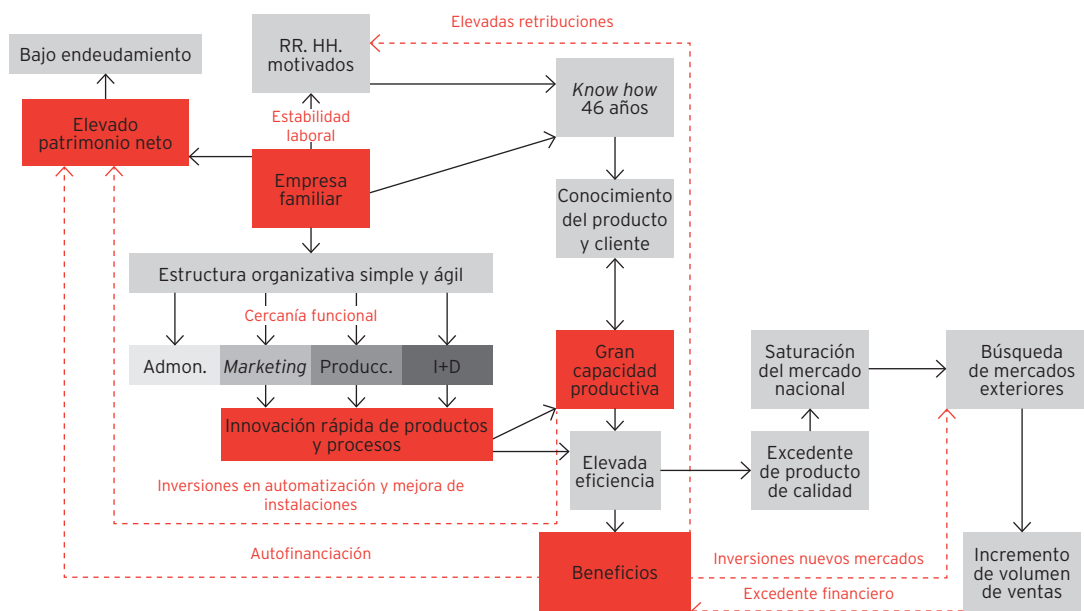 Elevadas retribuciones
Bajo endeudamiento
RR. HH.
motivados
Know how
46 años
Elevado
patrimonio neto
Estabilidad
laboral
Empresa
familiar
Conocimiento
del producto
y cliente
Estructura organizativa simple y ágil
Cercanía funcional
Admon.
Marketing
Producc.
I+D
Gran
capacidad
productiva
Saturación
del mercado
nacional
Búsqueda
de mercados
exteriores
Innovación rápida de productos
y procesos
Elevada
eficiencia
Excedente
de producto
de calidad
Inversiones en automatización y mejora de
instalaciones
Autofinanciación
Beneficios
Inversiones nuevos mercados
Excedente financiero
Incremento
de volumen
de ventas